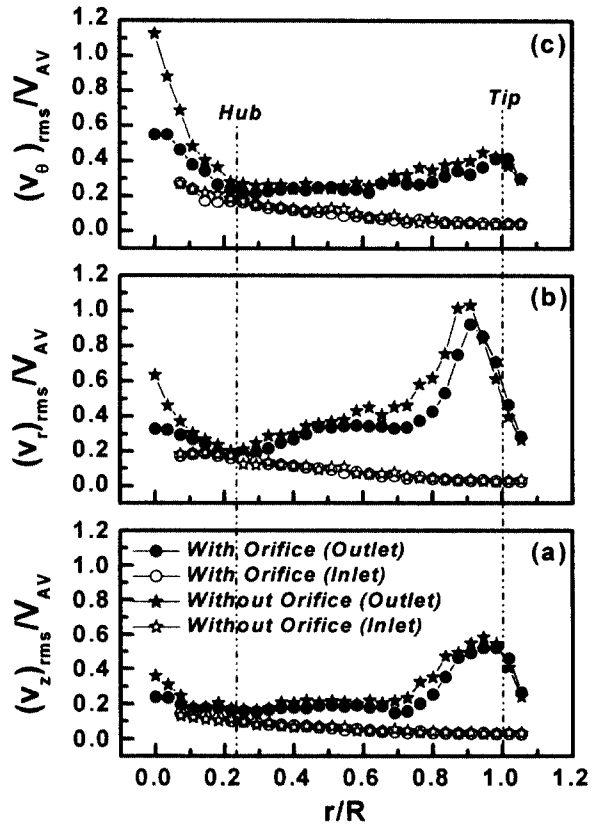 (c)
1.2
1.0
0.8
0.6
0.4
0.2
0.0
(v_θ)_rms/V_AV
Hub
Tip
(b)
1.2
1.0
0.8
0.6
0.4
0.2
0.0
(v_r)_rms/V_AV
(a)
1.2
1.0
0.8
0.6
0.4
0.2
0.0
(v_z)_rms/V_AV
With Orifice (Outlet)
With Orifice (Inlet)
Without Orifice (Outlet)
Without Orifice (Inlet)
0.0 0.2 0.4 0.6 0.8 1.0 1.2
r/R